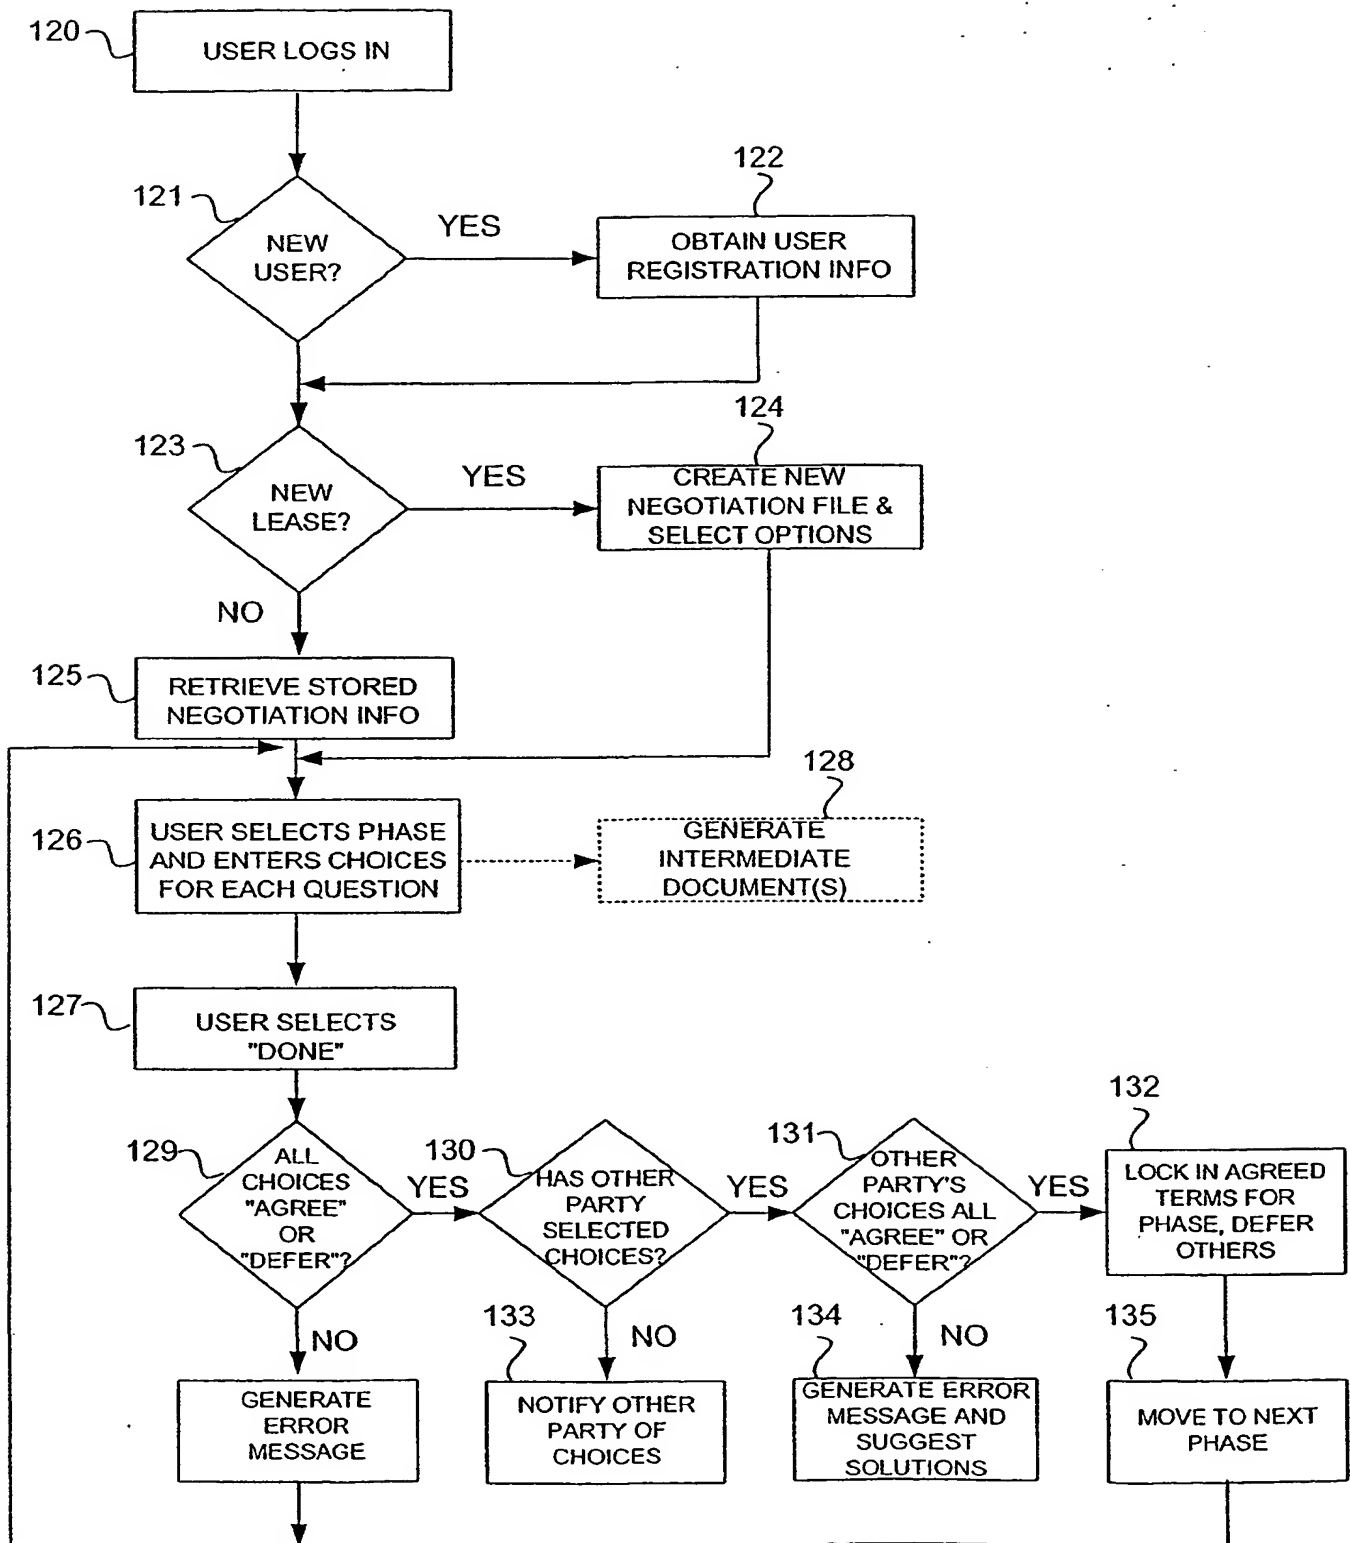 120
USER LOGS IN
122
121
YES
NEW
USER?
OBTAIN USER
REGISTRATION INFO
124
123
YES
NEW
LEASE?
CREATE NEW
NEGOTIATION FILE &
SELECT OPTIONS
NO
125
RETRIEVE STORED
NEGOTIATION INFO
128
126
USER SELECTS PHASE
AND ENTERS CHOICES
FOR EACH QUESTION
GENERATE
INTERMEDIATE
DOCUMENT(S)
127
USER SELECTS
"DONE"
129
ALL
CHOICES
"AGREE"
OR
"DEFER"?
YES
130
HAS OTHER
PARTY
SELECTED
CHOICES?
YES
131
OTHER
PARTY'S
CHOICES ALL
"AGREE" OR
"DEFER"?
YES
132
LOCK IN AGREED
TERMS FOR
PHASE, DEFER
OTHERS
NO
GENERATE
ERROR
MESSAGE
133
NO
NOTIFY OTHER
PARTY OF
CHOICES
134
NO
GENERATE ERROR
MESSAGE AND
SUGGEST
SOLUTIONS
135
MOVE TO NEXT
PHASE